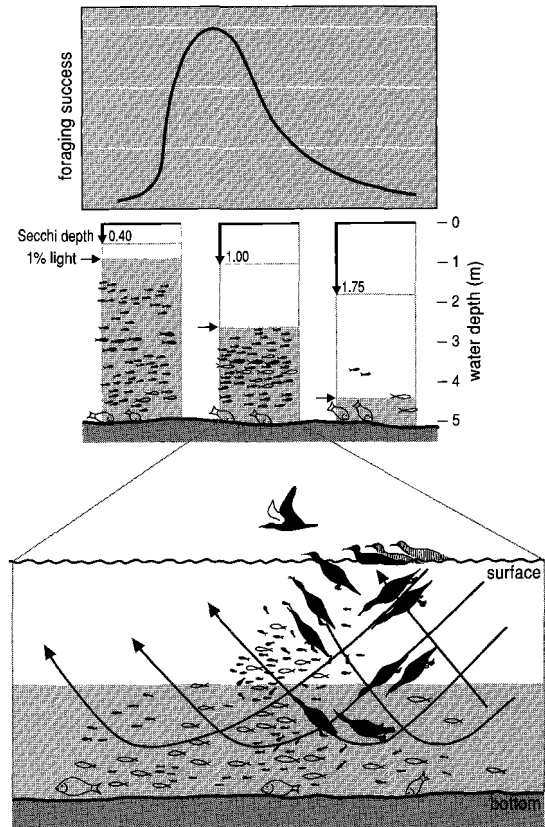 foraging success
Secchi depth
0.40
1.00
1.75
1% light
0
1
2
3
4
5
water depth (m)
surface
bottom